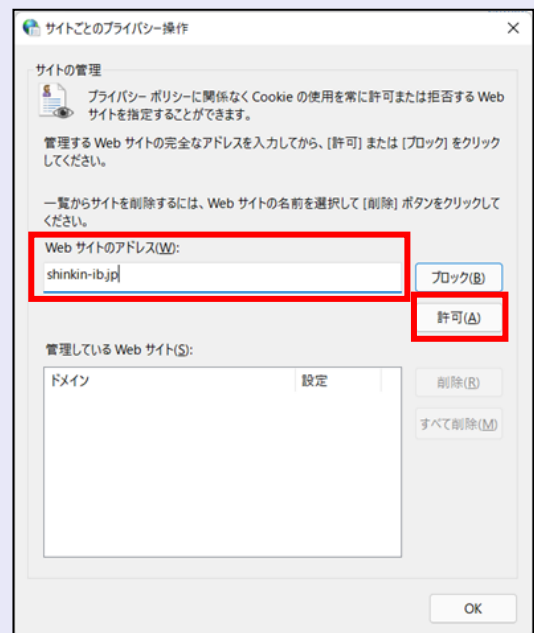 サイトごとのプライバシー操作
サイトの管理
プライバシー ポリシーに関係なく Cookie の使用を常に許可または拒否する Web
サイトを指定することができます。
管理する Web サイトの完全なアドレスを入力してから、[許可] または [ブロック] をクリック
してください。
一覧からサイトを削除するには、Web サイトの名前を選択して [削除] ボタンをクリックして
ください。
Web サイトのアドレス(W):
shinkin-ib.jp
ブロック(B)
許可(A)
管理している Web サイト(S):
ドメイン 設定
削除(R)
すべて削除(M)
OK